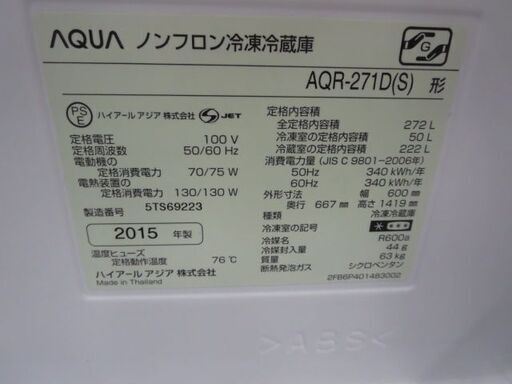 AQUA ノンフロン冷凍冷蔵庫
G
AQR-271D(S) 形
PS
E
ハイアール アジア 株式会社 S JET
定格電圧 100 V
定格周波数 50/60 Hz
電動機の
定格消費電力 70/75 W
電熱装置の
定格消費電力 130/130 W
製造番号 5TS69223
2015 年製
温度ヒューズ
定格動作温度 76℃
ハイアール アジア 株式会社
Made in Thailand
定格内容積
全定格内容積 272 L
冷凍室の定格内容積 50 L
冷蔵室の定格内容積 222 L
消費電力量 (JIS C 9801-2006年)
50Hz 340 kWh/年
60Hz 340 kWh/年
外形寸法 幅 600 mm
奥行 667 mm 高さ 1419 mm
種類 冷凍冷蔵庫
冷凍室の記号
冷媒名 R600a
冷媒封入量 44 g
質量 63 kg
断熱発泡ガス シクロペンタン
2FB6P401483002
>ABS<